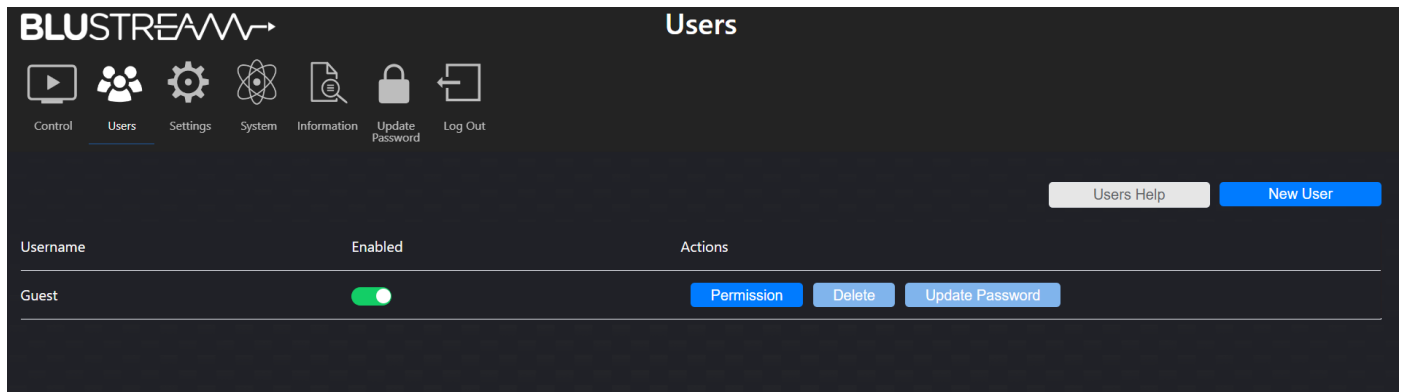 BLUSTREAM
Users
Control Users Settings System Information Update Password Log Out
Users Help New User
Username Enabled Actions
Guest Permission Delete Update Password